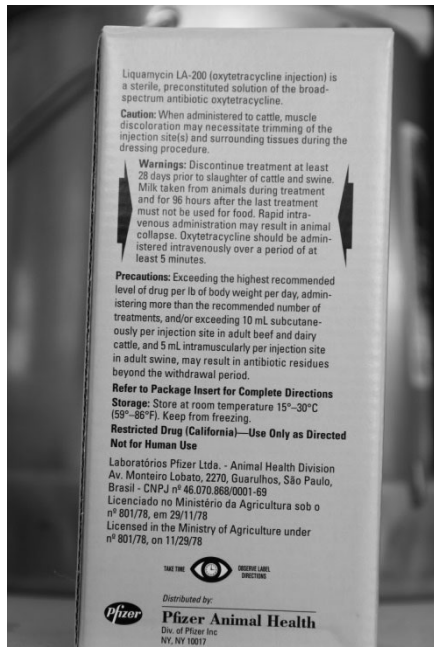 Liquamycin LA-200 (oxytetracycline injection) is
a sterile, preconstituted solution of the broad-
spectrum antibiotic oxytetracycline.
Caution: When administered to cattle, muscle
discoloration may necessitate trimming of the
injection site(s) and surrounding tissues during the
dressing procedure.
Warnings: Discontinue treatment at least
28 days prior to slaughter of cattle and swine.
Milk taken from animals during treatment
and for 96 hours after the last treatment
must not be used for food. Rapid intra-
venous administration may result in animal
collapse. Oxytetracycline should be admin-
istered intravenously over a period of at
least 5 minutes.
Precautions: Exceeding the highest recommended
level of drug per lb of body weight per day, admin-
istering more than the recommended number of
treatments, and/or exceeding 10 mL subcutane-
ously per injection site in adult beef and dairy
cattle, and 5 mL intramuscularly per injection site
in adult swine, may result in antibiotic residues
beyond the withdrawal period.
Refer to Package Insert for Complete Directions
Storage: Store at room temperature 15°–30°C
(59°–86°F). Keep from freezing.
Restricted Drug (California)—Use Only as Directed
Not for Human Use
Laboratórios Pfizer Ltda. - Animal Health Division
Av. Monteiro Lobato, 2270, Guarulhos, São Paulo,
Brasil - CNPJ nº 46.070.868/0001-69
Licenciado no Ministério da Agricultura sob o
nº 801/78, em 29/11/78
Licensed in the Ministry of Agriculture under
nº 801/78, on 11/29/78
TAKE TIME OBSERVE LABEL
DIRECTIONS
Distributed by:
Pfizer Pfizer Animal Health
Div. of Pfizer Inc
NY, NY 10017